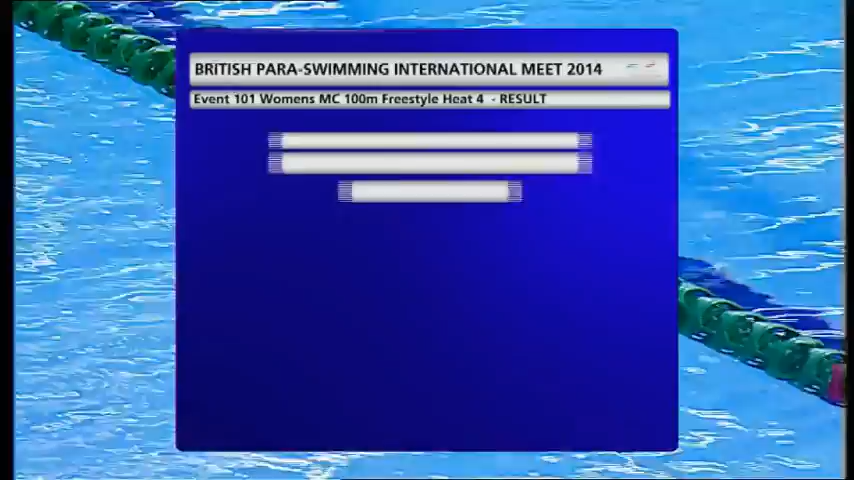 BRITISH PARA-SWIMMING INTERNATIONAL MEET 2014
Event 101 Womens MC 100m Freestyle Heat 4 - RESULT